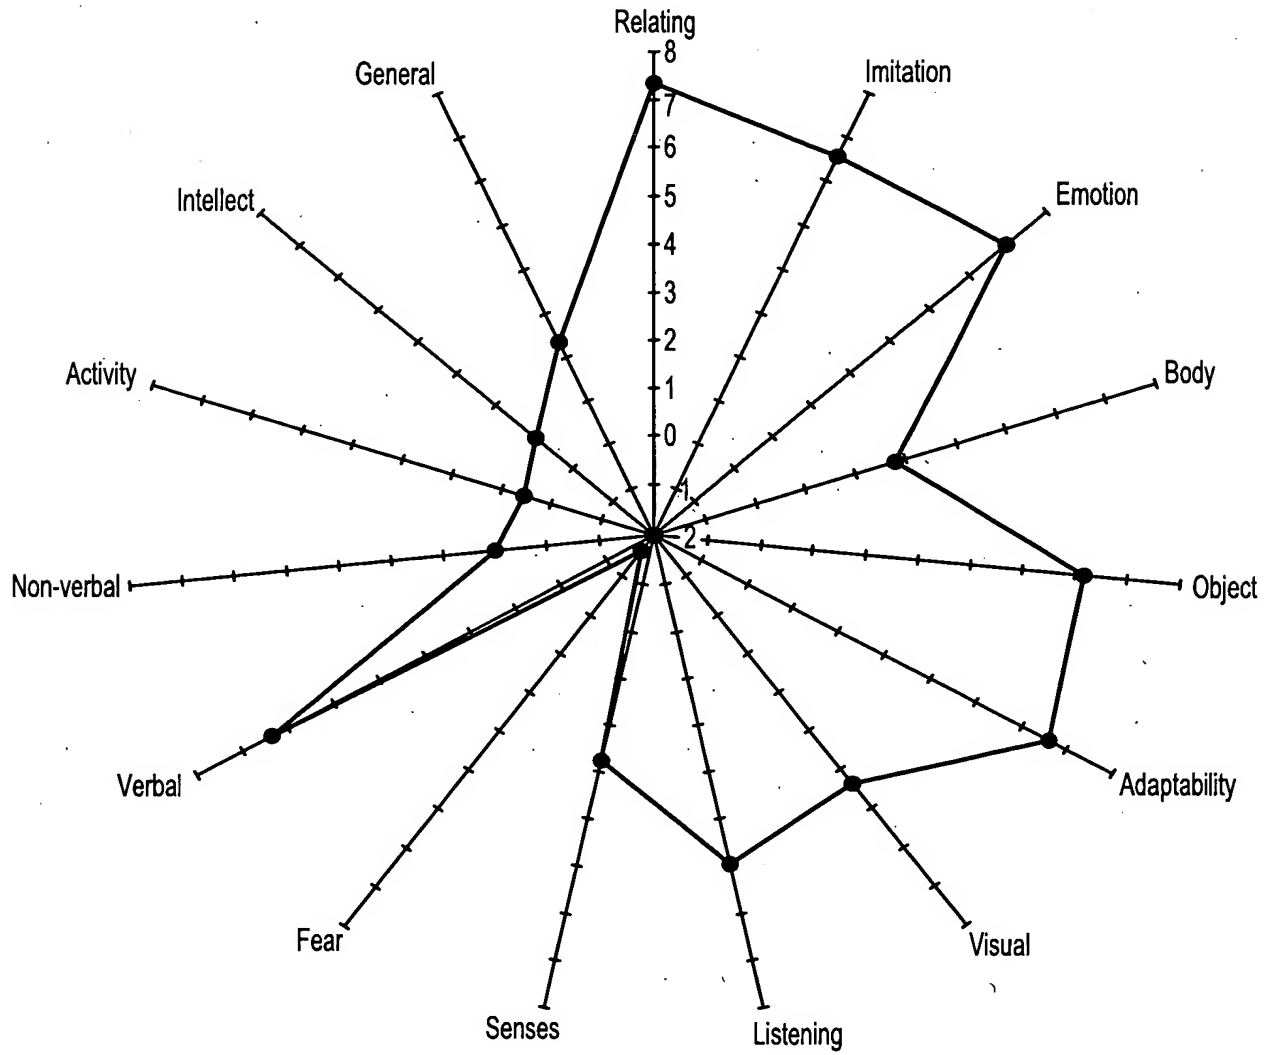 Relating
8
General
Imitation
7
6
Intellect
5
Emotion
4
3
Activity
2
Body
1
0
-1
-2
Non-verbal
Object
Verbal
Adaptability
Fear
Visual
Senses
Listening